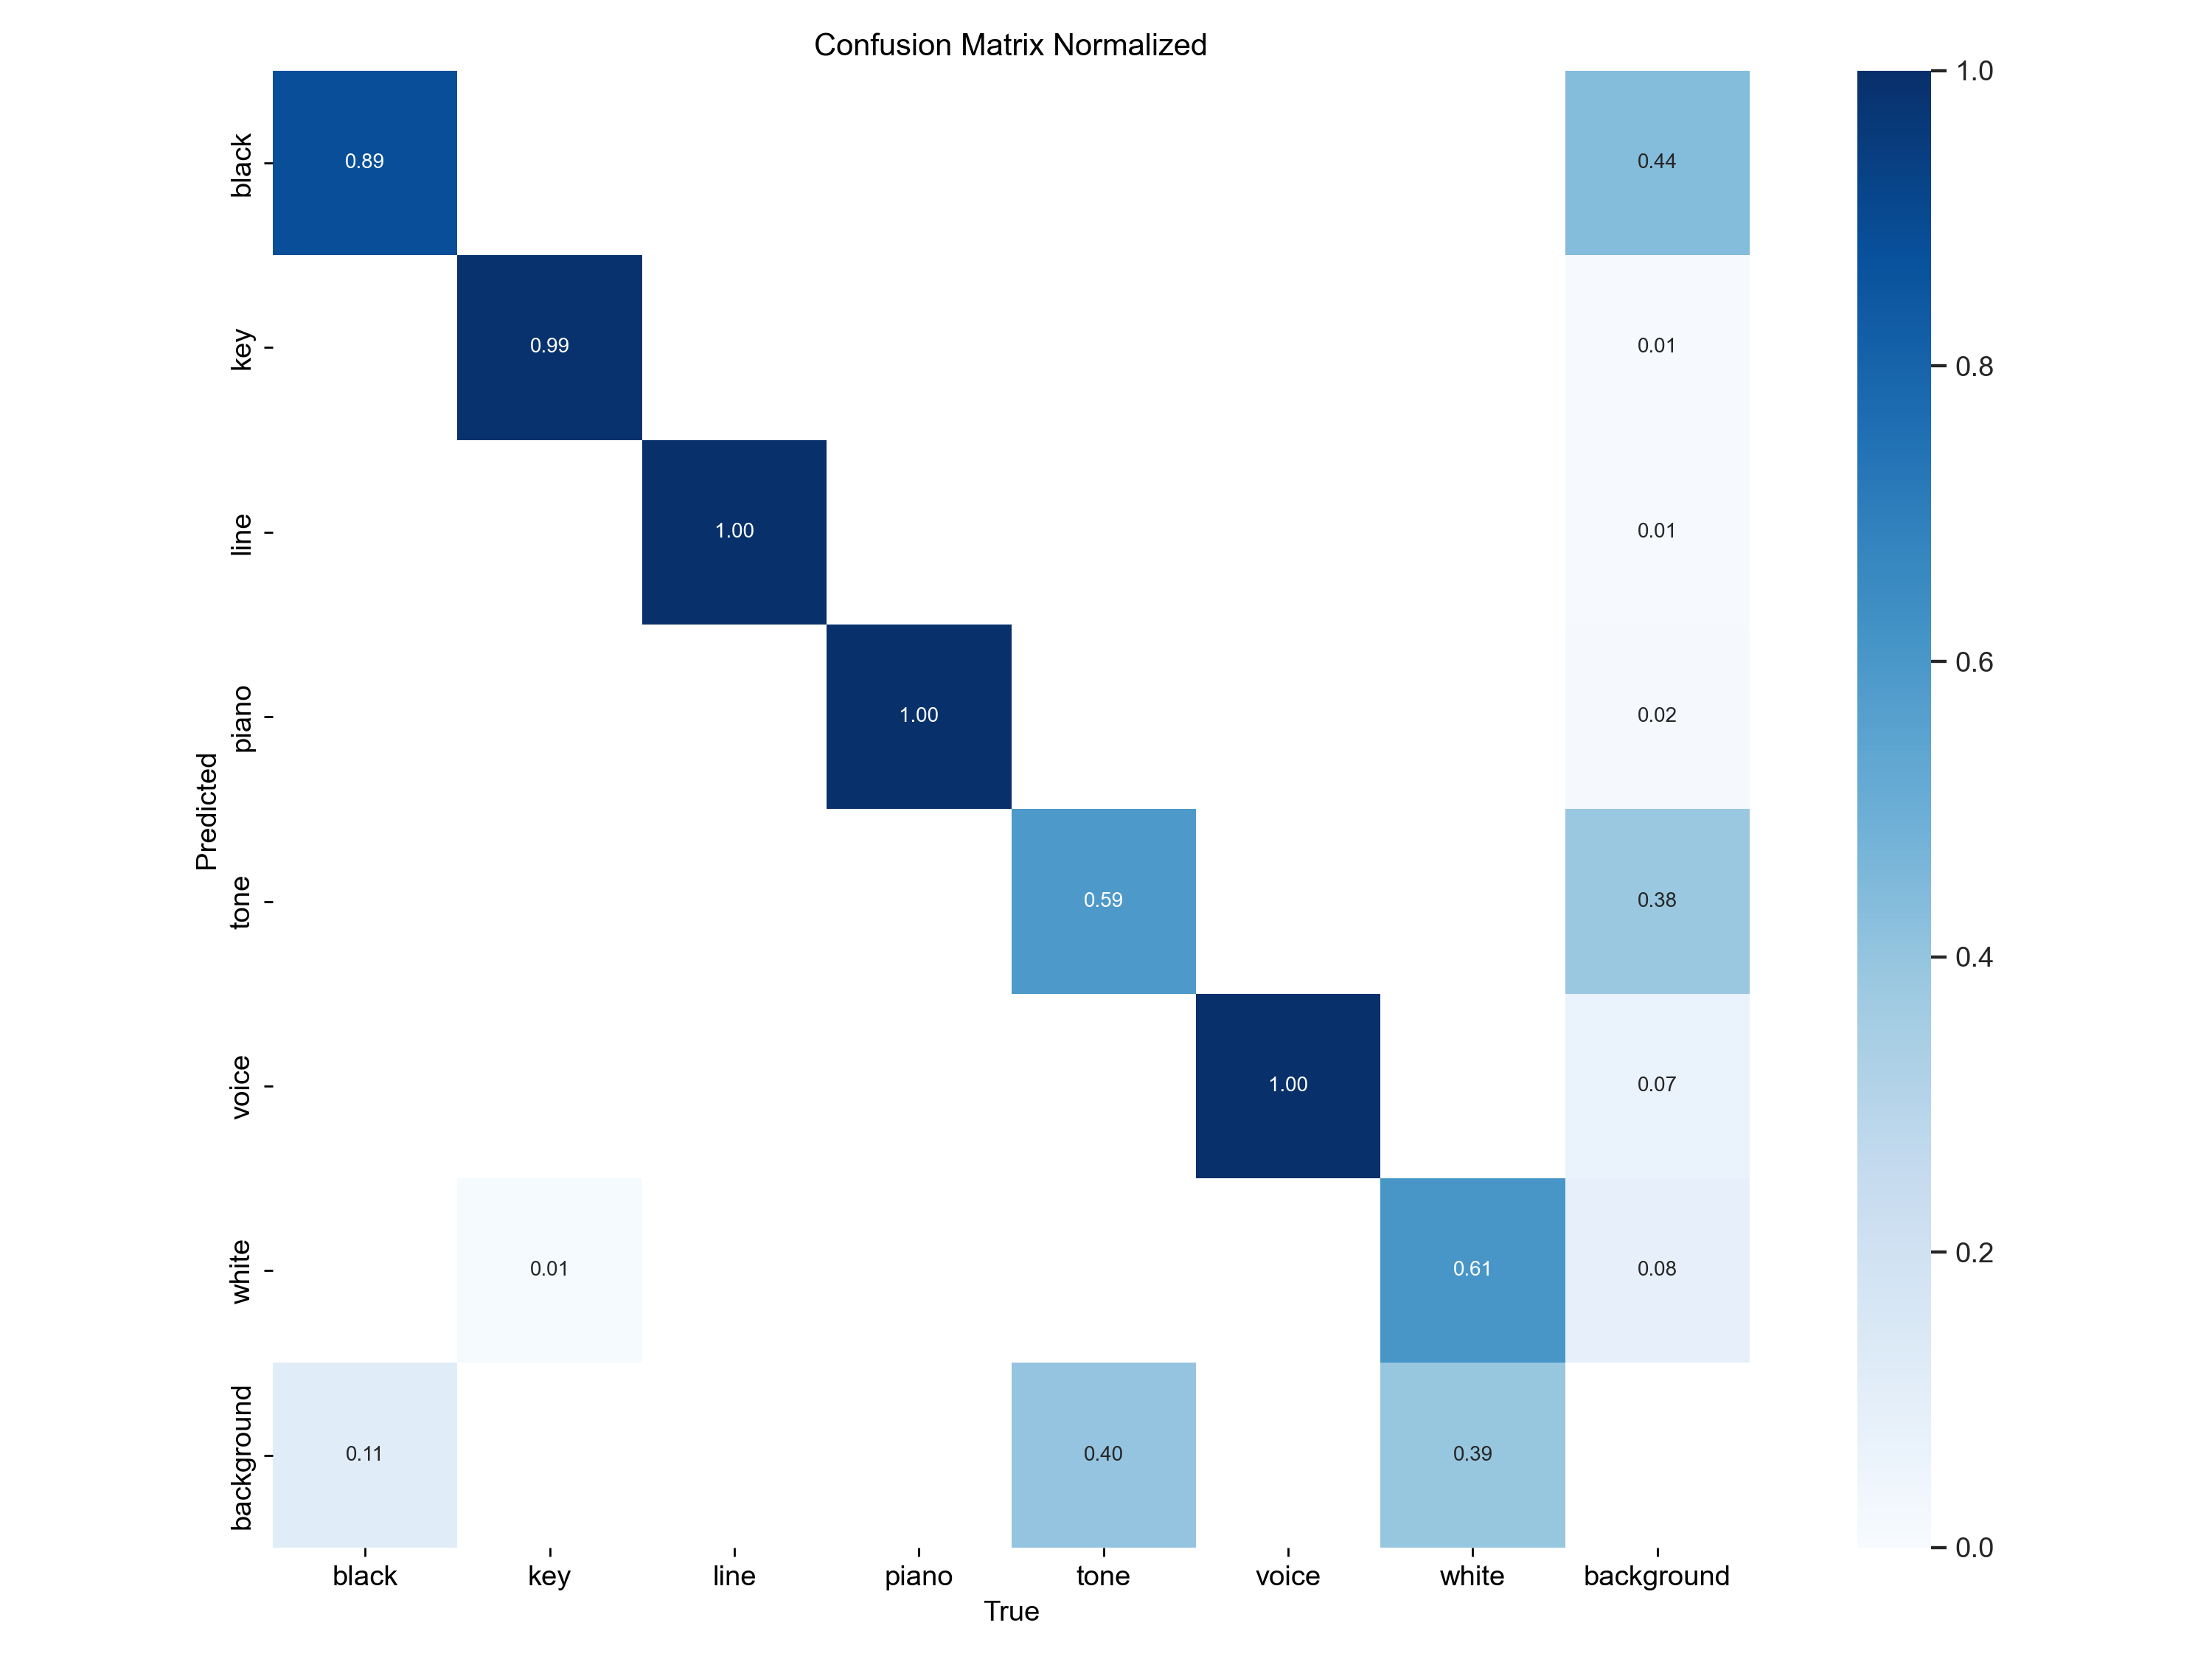 Confusion Matrix Normalized
black 0.89 0.44
key 0.99 0.01
line 1.00 0.01
piano 1.00 0.02
tone 0.59 0.38
voice 1.00 0.07
white 0.01 0.61 0.08
background 0.11 0.40 0.39
Predicted
black key line piano tone voice white background
True
1.0
0.8
0.6
0.4
0.2
0.0